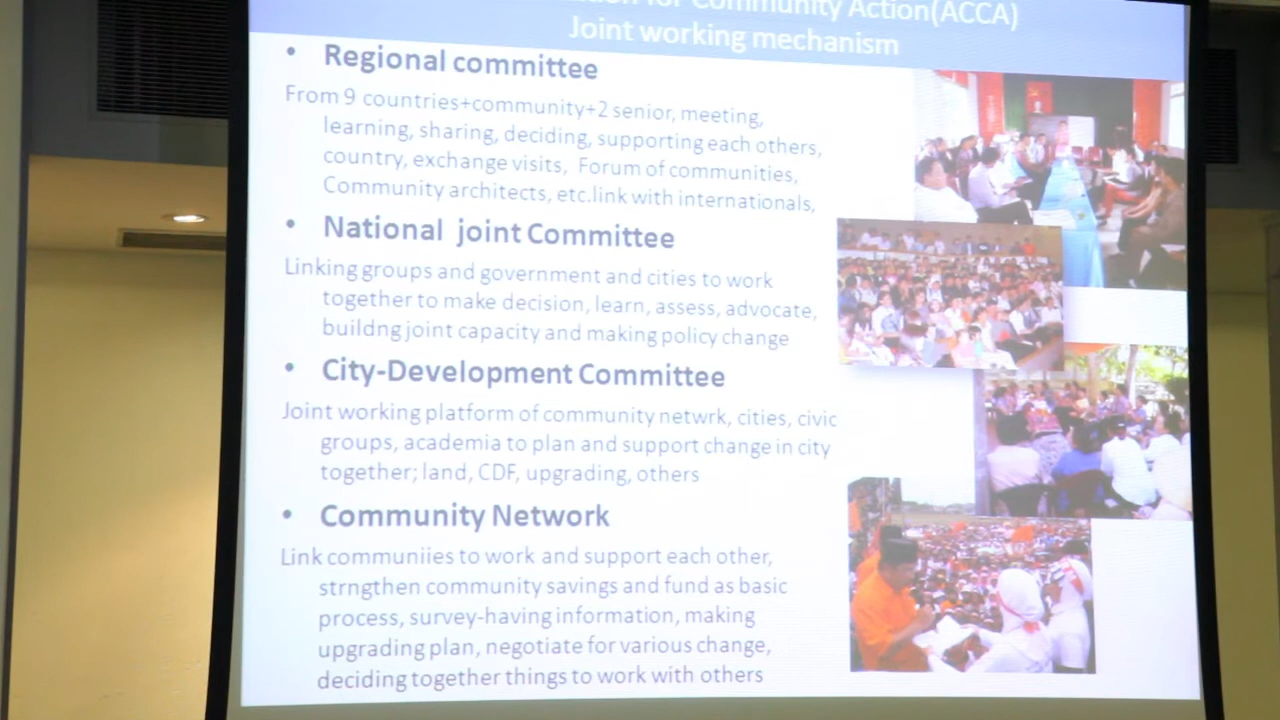 for Community Action(ACCA)
Joint working mechanism
• Regional committee
From 9 countries+community+2 senior, meeting,
learning, sharing, deciding, supporting each others,
country, exchange visits, Forum of communities,
Community architects, etc.link with internationals,
• National joint Committee
Linking groups and government and cities to work
together to make decision, learn, assess, advocate,
buildng joint capacity and making policy change
• City-Development Committee
Joint working platform of community netwrk, cities, civic
groups, academia to plan and support change in city
together; land, CDF, upgrading, others
• Community Network
Link communiies to work and support each other,
strngthen community savings and fund as basic
process, survey-having information, making
upgrading plan, negotiate for various change,
deciding together things to work with others